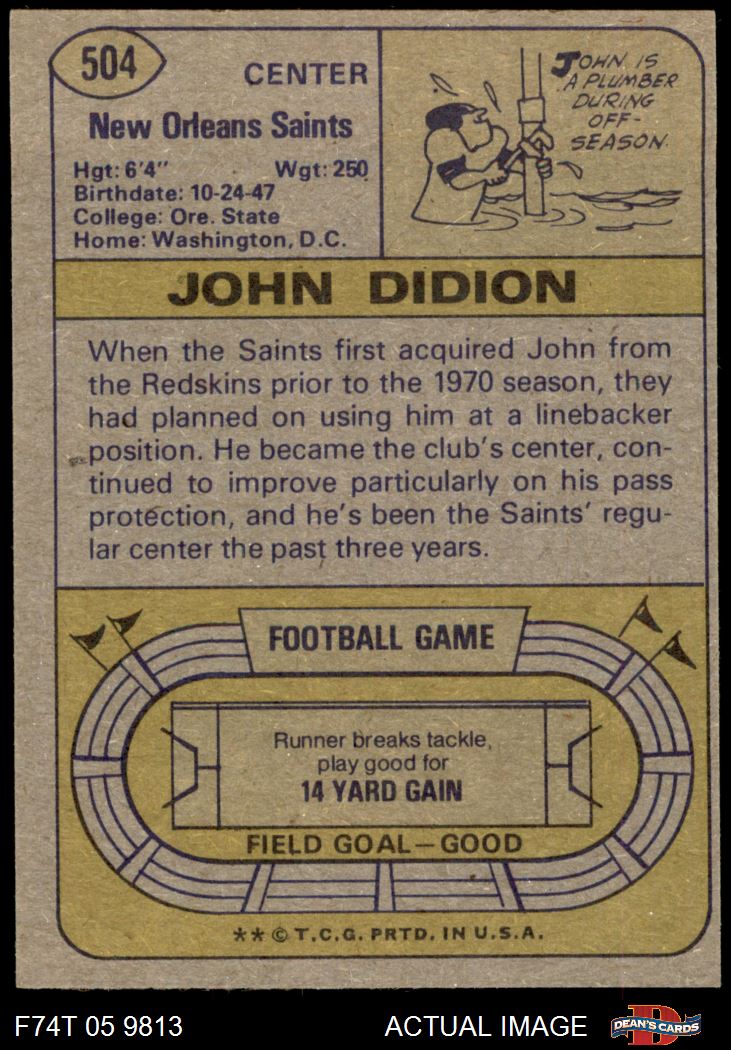 504
CENTER
New Orleans Saints
Hgt: 6'4" Wgt: 250
Birthdate: 10-24-47
College: Ore. State
Home: Washington, D.C.
JOHN IS
A PLUMBER
DURING
OFF-
SEASON.
JOHN DIDION
When the Saints first acquired John from
the Redskins prior to the 1970 season, they
had planned on using him at a linebacker
position. He became the club's center, con-
tinued to improve particularly on his pass
protection, and he's been the Saints' regu-
lar center the past three years.
FOOTBALL GAME
Runner breaks tackle,
play good for
14 YARD GAIN
FIELD GOAL—GOOD
** © T.C.G. PRTD. IN U.S.A.
F74T 05 9813 ACTUAL IMAGE
D
DEAN'S CARDS